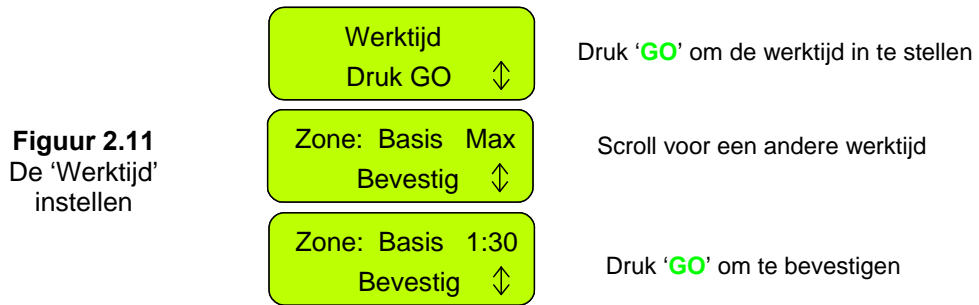 Werktijd
Druk GO ↕
Druk ‘GO’ om de werktijd in te stellen
Figuur 2.11
De ‘Werktijd’
instellen
Zone: Basis Max
Bevestig ↕
Scroll voor een andere werktijd
Zone: Basis 1:30
Bevestig ↕
Druk ‘GO’ om te bevestigen